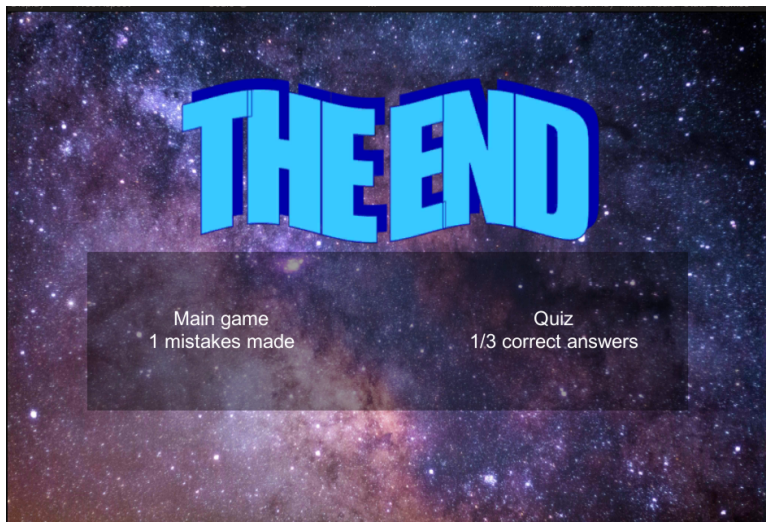 THE END
Main game
1 mistakes made
Quiz
1/3 correct answers